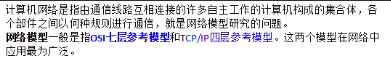 计算机网络是指由通信线路互相连接的许多自主工作的计算机构成的集合体，各
个部件之间以何种规则进行通信，就是网络模型研究的问题。
网络模型一般是指OSI七层参考模型和TCP/IP四层参考模型。这两个模型在网络中
应用最为广泛。